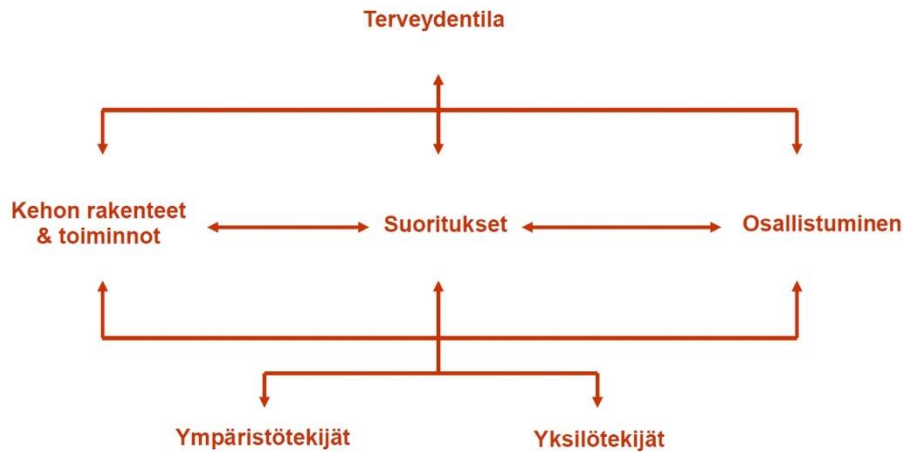 Terveydentila
Kehon rakenteet
& toiminnot
Suoritukset
Osallistuminen
Ympäristötekijät
Yksilötekijät